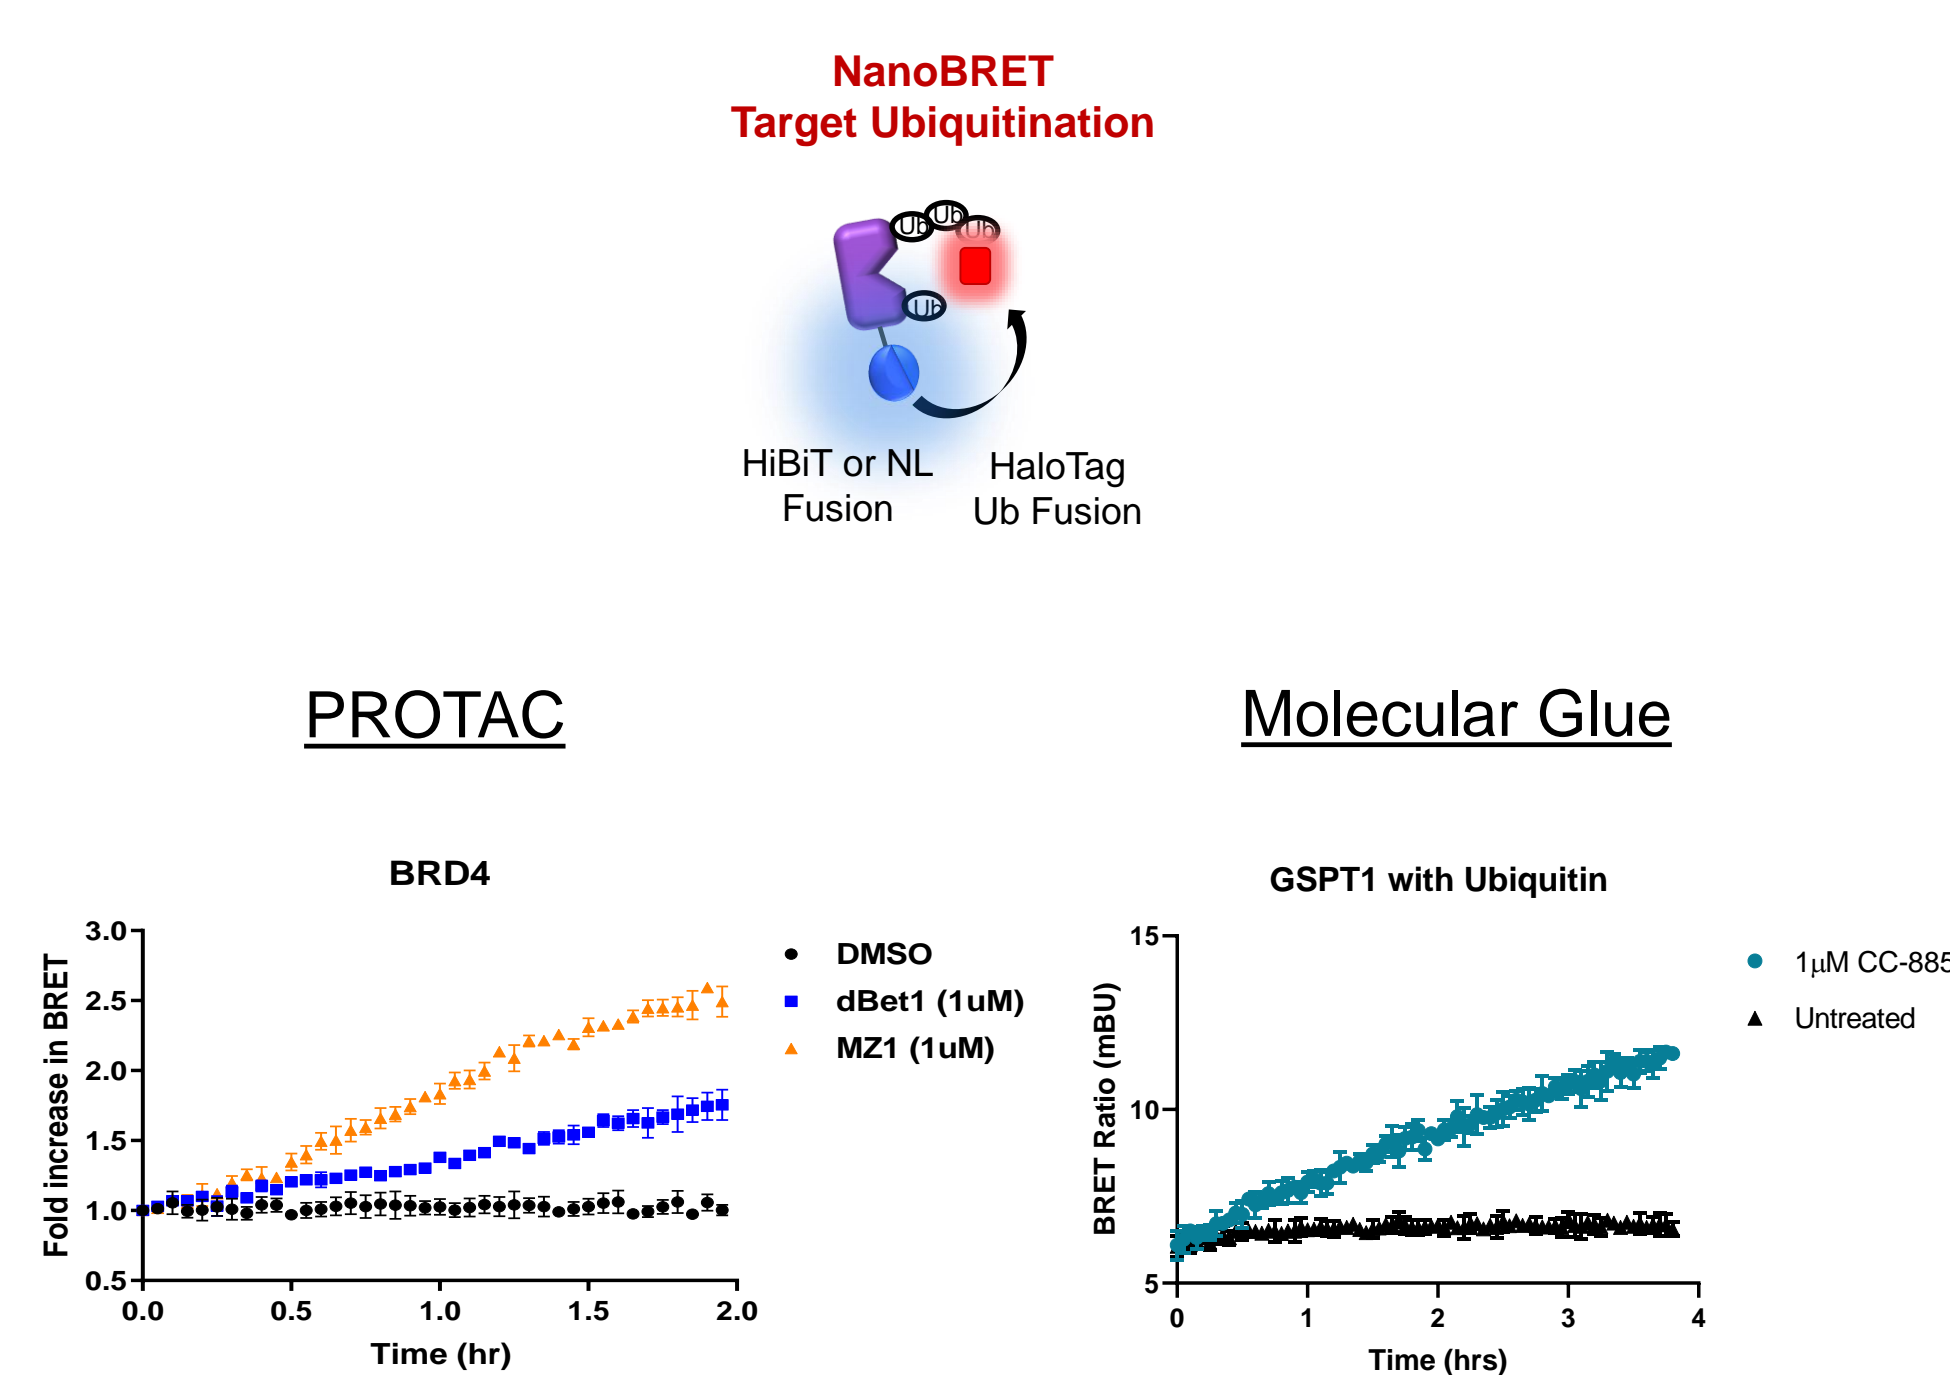 NanoBRET
Target Ubiquitination
Ub
Ub
Ub
Ub
HiBiT or NL
Fusion
HaloTag
Ub Fusion
PROTAC
Molecular Glue
BRD4
Fold increase in BRET
3.0
2.5
2.0
1.5
1.0
0.5
0.0
0.5
1.0
1.5
2.0
Time (hr)
DMSO
dBet1 (1uM)
MZ1 (1uM)
GSPT1 with Ubiquitin
BRET Ratio (mBU)
15
10
5
0
1
2
3
4
Time (hrs)
1μM CC-885
Untreated